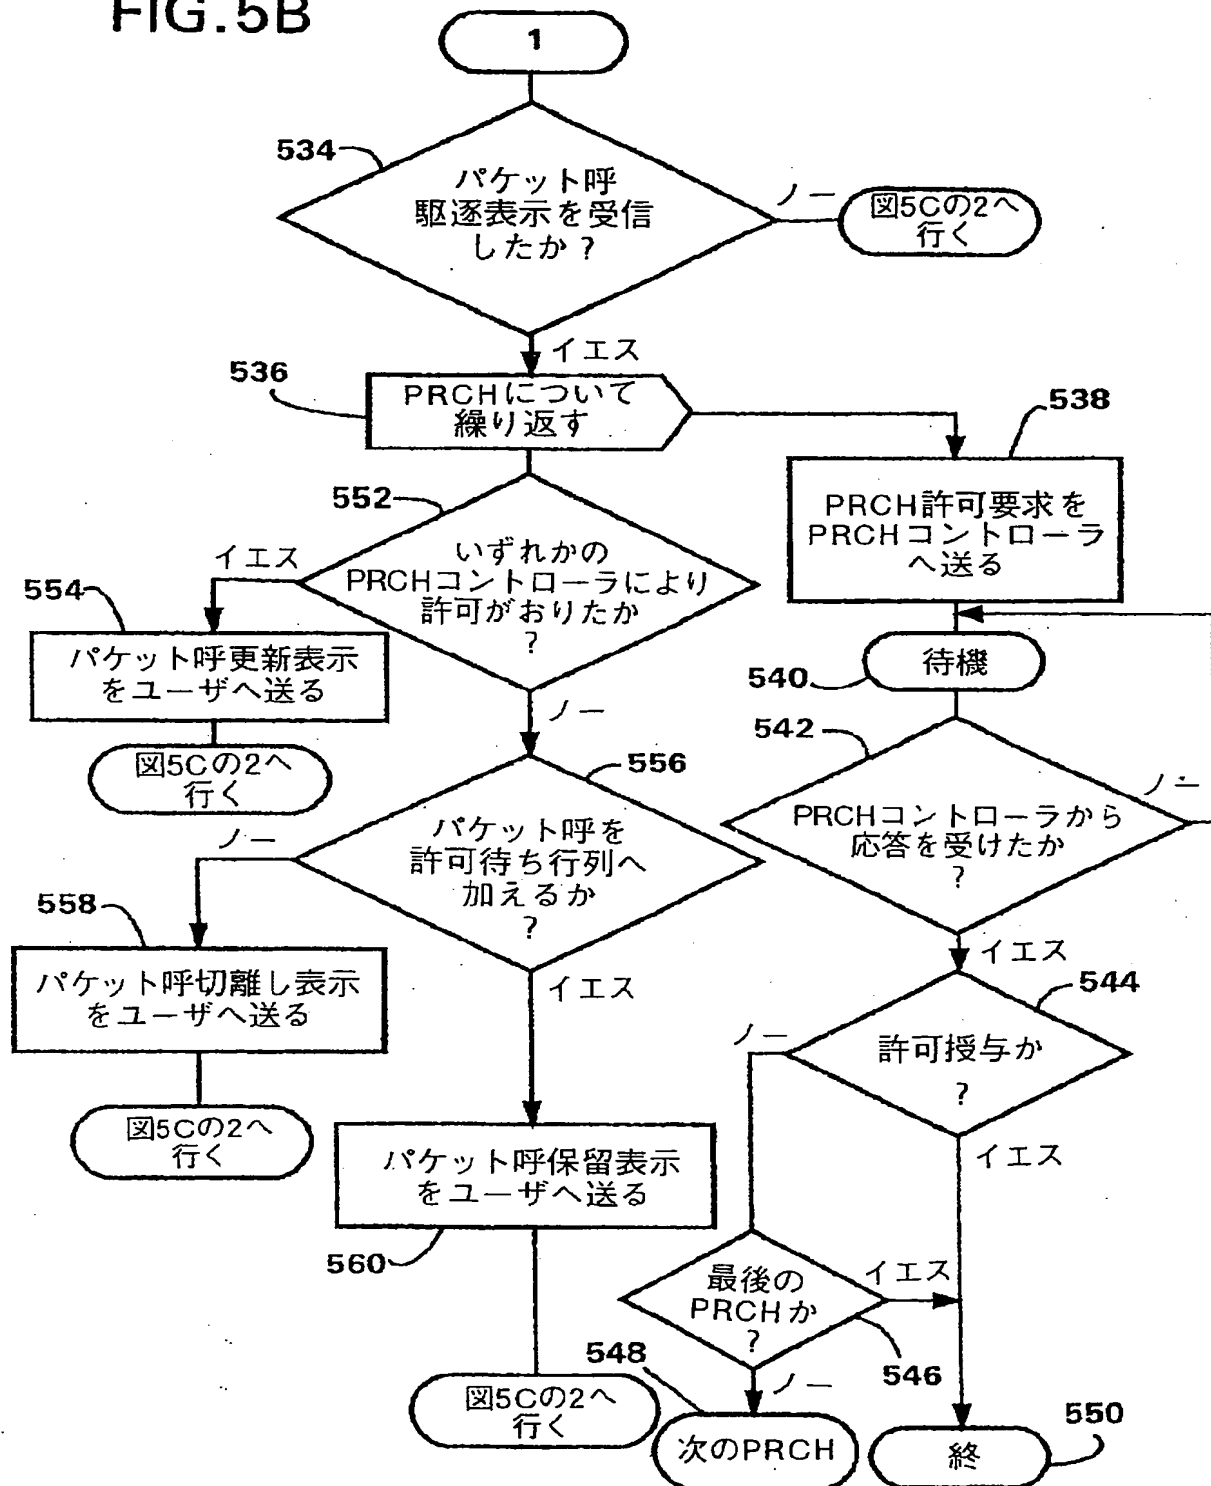 FIG.5B
1
534
パケット呼
駆逐表示を受信
したか?
ノー
図5Cの2へ
行く
イエス
536
PRCHについて
繰り返す
538
PRCH許可要求を
PRCHコントローラ
へ送る
552
いずれかの
PRCHコントローラにより
許可がおりたか
?
イエス
554
パケット呼更新表示
をユーザへ送る
図5Cの2へ
行く
ノー
540
待機
542
PRCHコントローラから
応答を受けたか
?
ノー
556
パケット呼を
許可待ち行列へ
加えるか
?
ノー
558
パケット呼切離し表示
をユーザへ送る
図5Cの2へ
行く
イエス
イエス
544
許可授与か
?
ノー
イエス
パケット呼保留表示
をユーザへ送る
560
図5Cの2へ
行く
最後の
PRCHか
?
イエス
546
548
ノー
次のPRCH
550
終